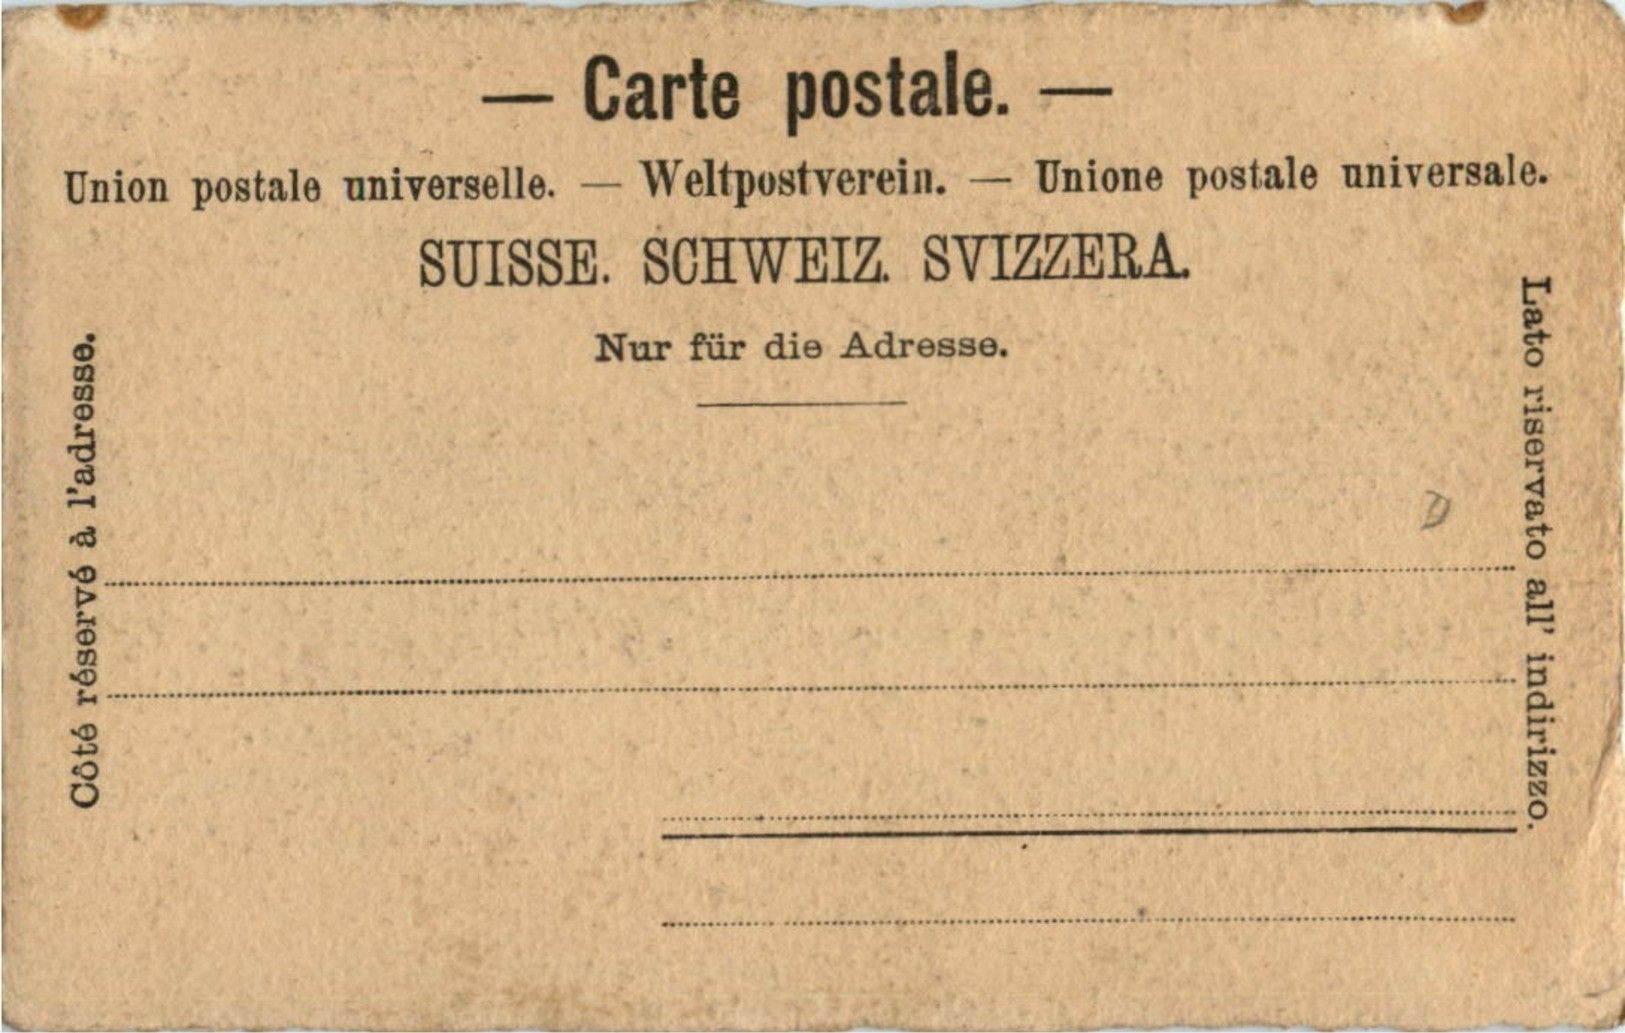 — Carte postale. —
Union postale universelle. — Weltpostverein. — Unione postale universale.
SUISSE. SCHWEIZ. SVIZZERA.
Nur für die Adresse.
Côté réservé à l'adresse.
Lato riservato all' indirizzo.
D